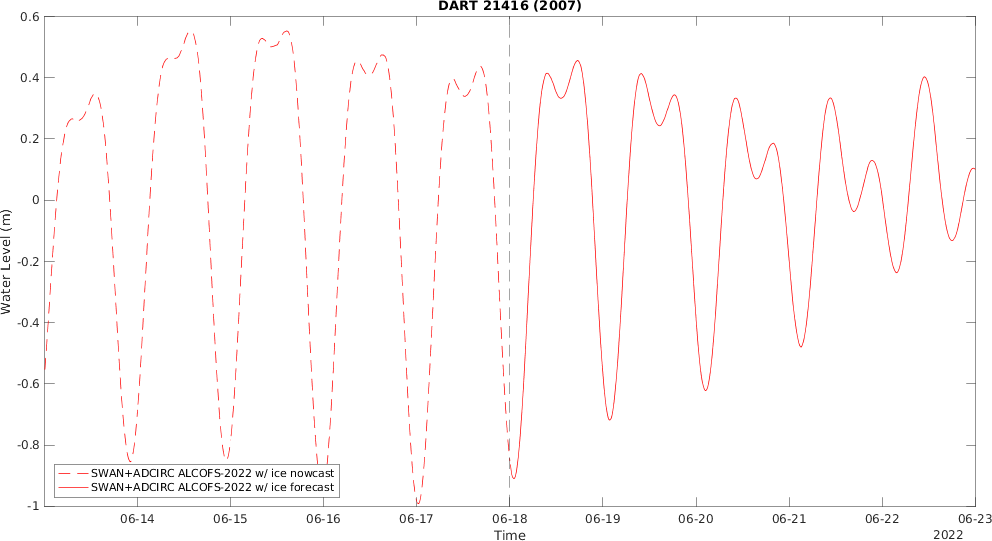 DART 21416 (2007)
0.6
0.4
0.2
0
-0.2
-0.4
-0.6
-0.8
-1
Water Level (m)
SWAN+ADCIRC ALCOFS-2022 w/ ice nowcast
SWAN+ADCIRC ALCOFS-2022 w/ ice forecast
06-14 06-15 06-16 06-17 06-18 06-19 06-20 06-21 06-22 06-23
Time
2022